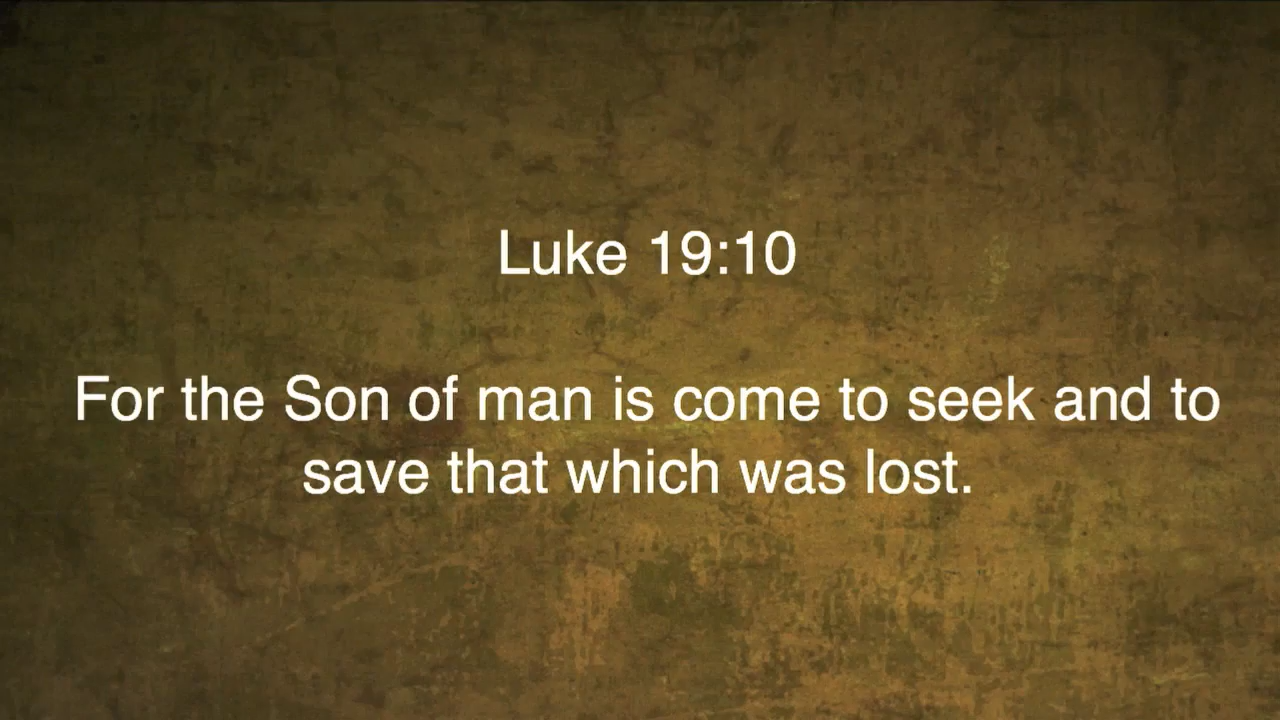 Luke 19:10
For the Son of man is come to seek and to
save that which was lost.